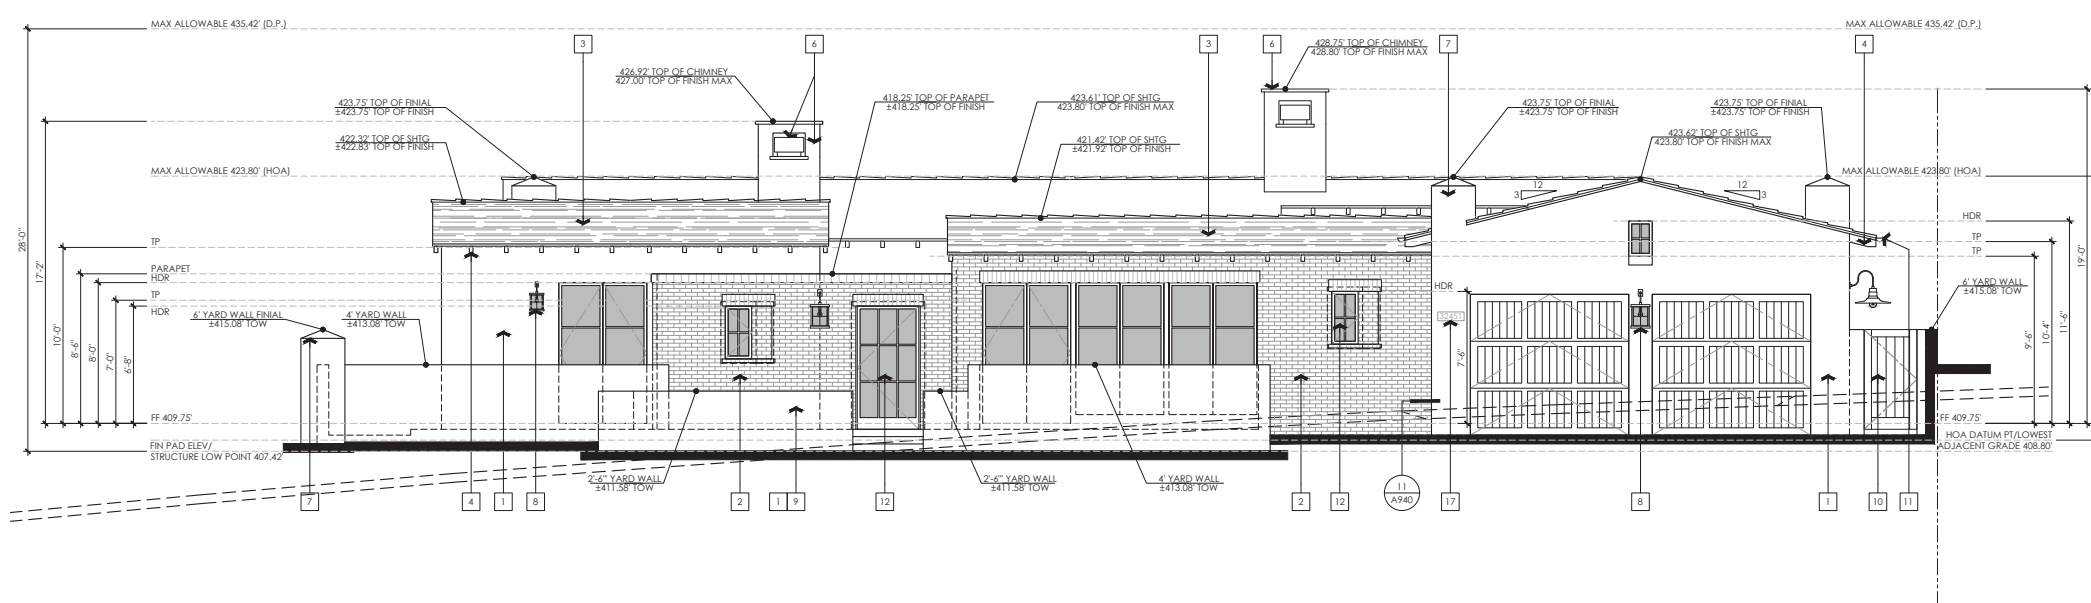 MAX ALLOWABLE 435.42' (D.P.)
MAX ALLOWABLE 435.42' (D.P.)
3
6
3
6
428.75' TOP OF CHIMNEY
428.80' TOP OF FINISH MAX
7
4
426.92' TOP OF CHIMNEY
427.00' TOP OF FINISH MAX
423.75' TOP OF FINIAL
±423.75' TOP OF FINISH
418.25' TOP OF PARAPET
±418.25' TOP OF FINISH
423.61' TOP OF SHTG
423.80' TOP OF FINISH MAX
423.75' TOP OF FINIAL
±423.75' TOP OF FINISH
423.75' TOP OF FINIAL
±423.75' TOP OF FINISH
422.32' TOP OF SHTG
±422.83' TOP OF FINISH
421.42' TOP OF SHTG
±421.92' TOP OF FINISH
423.62' TOP OF SHTG
423.80' TOP OF FINISH MAX
MAX ALLOWABLE 423.80' (HOA)
MAX ALLOWABLE 423.80' (HOA)
12
3
12
3
HDR
TP
TP
TP
PARAPET
HDR
TP
HDR
HDR
28'-0"
17'-2"
10'-0"
8'-6"
8'-0"
7'-0"
6'-8"
7'-6"
9'-6"
10'-4"
11'-6"
19'-0"
6' YARD WALL FINIAL
±415.08' TOW
4' YARD WALL
±413.08' TOW
32451
6' YARD WALL
±415.08' TOW
FF 409.75'
FF 409.75'
FIN PAD ELEV/
STRUCTURE LOW POINT 407.42'
HOA DATUM PT/LOWEST
ADJACENT GRADE 408.80'
2'-6" YARD WALL
±411.58' TOW
2'-6" YARD WALL
±411.58' TOW
4' YARD WALL
±413.08' TOW
7
4
1
8
2
1
9
12
2
12
11
A940
17
8
1
10
11